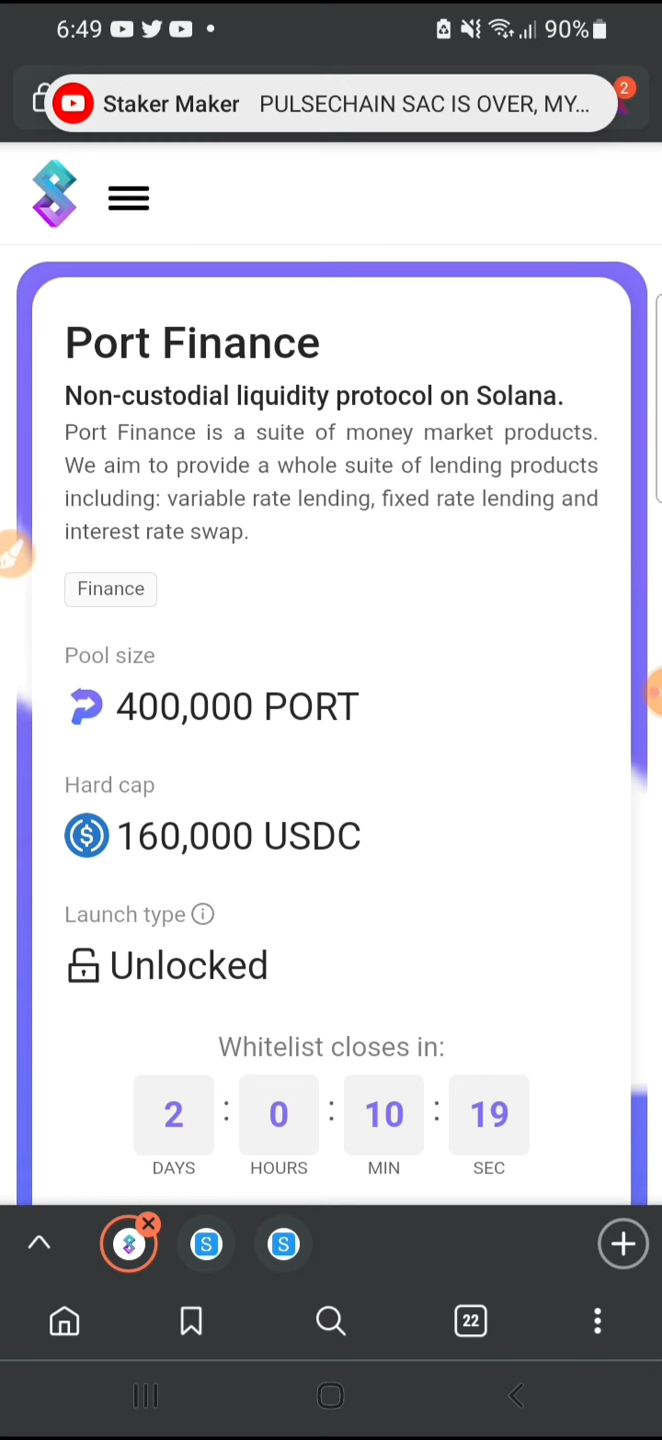 6:49
90%
Staker Maker PULSECHAIN SAC IS OVER, MY...
2
Port Finance
Non-custodial liquidity protocol on Solana.
Port Finance is a suite of money market products.
We aim to provide a whole suite of lending products
including: variable rate lending, fixed rate lending and
interest rate swap.
Finance
Pool size
400,000 PORT
Hard cap
160,000 USDC
Launch type
Unlocked
Whitelist closes in:
2 : 0 : 10 : 19
DAYS HOURS MIN SEC
S S
22